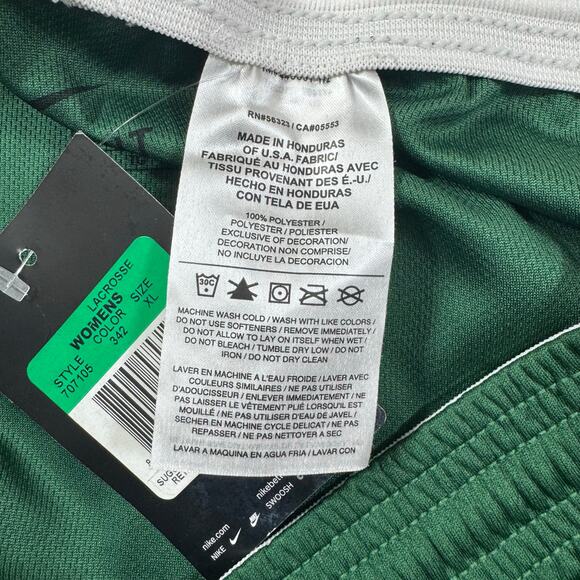 RN#56323 / CA#05553
MADE IN HONDURAS
OF U.S.A. FABRIC/
FABRIQUÉ AU HONDURAS AVEC
TISSU PROVENANT DES É.-U./
HECHO EN HONDURAS
CON TELA DE EUA
100% POLYESTER/
POLYESTER / POLIESTER
EXCLUSIVE OF DECORATION/
DECORATION NON COMPRISE/
NO INCLUYE LA DECORACION
30C
MACHINE WASH COLD / WASH WITH LIKE COLORS /
DO NOT USE SOFTENERS / REMOVE IMMEDIATELY /
DO NOT ALLOW TO LAY ON ITSELF WHEN WET /
DO NOT BLEACH / TUMBLE DRY LOW / DO NOT
IRON / DO NOT DRY CLEAN
LAVER EN MACHINE A L'EAU FROIDE / LAVER AVEC
COULEURS SIMILAIRES / NE PAS UTILISER
D'ADOUCISSEUR / ENLEVER IMMEDIATEMENT / NE
PAS LAISSER LE VÊTEMENT PLIÉ LORSQU'IL EST
MOUILLÉ / NE PAS UTILISER D'EAU DE JAVEL /
SECHER EN MACHINE CYCLE DELICAT / NE PAS
REPASSER / NE PAS NETTOYER A SEC
LAVAR A MAQUINA EN AGUA FRIA / LAVAR CON
LACROSSE
WOMENS
STYLE COLOR SIZE
707105 342 XL
nike.com
NIKE
SWOOSH